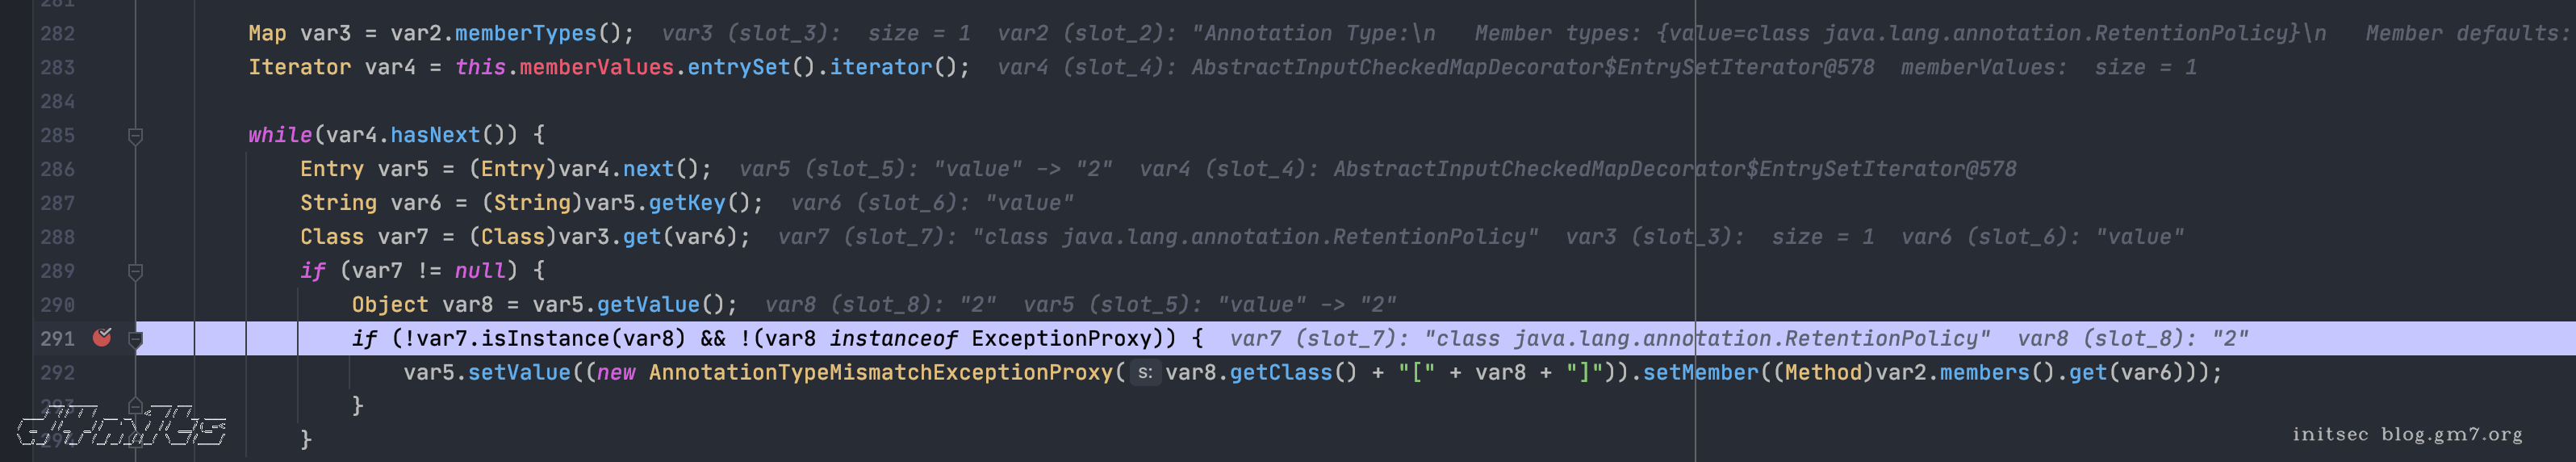 281
282 Map var3 = var2.memberTypes(); var3 (slot_3): size = 1 var2 (slot_2): "Annotation Type:\n Member types: {value=class java.lang.annotation.RetentionPolicy}\n Member defaults:
283 Iterator var4 = this.memberValues.entrySet().iterator(); var4 (slot_4): AbstractInputCheckedMapDecorator$EntrySetIterator@578 memberValues: size = 1
284
285 while(var4.hasNext()) {
286 Entry var5 = (Entry)var4.next(); var5 (slot_5): "value" -> "2" var4 (slot_4): AbstractInputCheckedMapDecorator$EntrySetIterator@578
287 String var6 = (String)var5.getKey(); var6 (slot_6): "value"
288 Class var7 = (Class)var3.get(var6); var7 (slot_7): "class java.lang.annotation.RetentionPolicy" var3 (slot_3): size = 1 var6 (slot_6): "value"
289 if (var7 != null) {
290 Object var8 = var5.getValue(); var8 (slot_8): "2" var5 (slot_5): "value" -> "2"
291 if (!var7.isInstance(var8) && !(var8 instanceof ExceptionProxy)) { var7 (slot_7): "class java.lang.annotation.RetentionPolicy" var8 (slot_8): "2"
292 var5.setValue((new AnnotationTypeMismatchExceptionProxy( s: var8.getClass() + "[" + var8 + "]")).setMember((Method)var2.members().get(var6)));
293 }
294 }
initsec blog.gm7.org